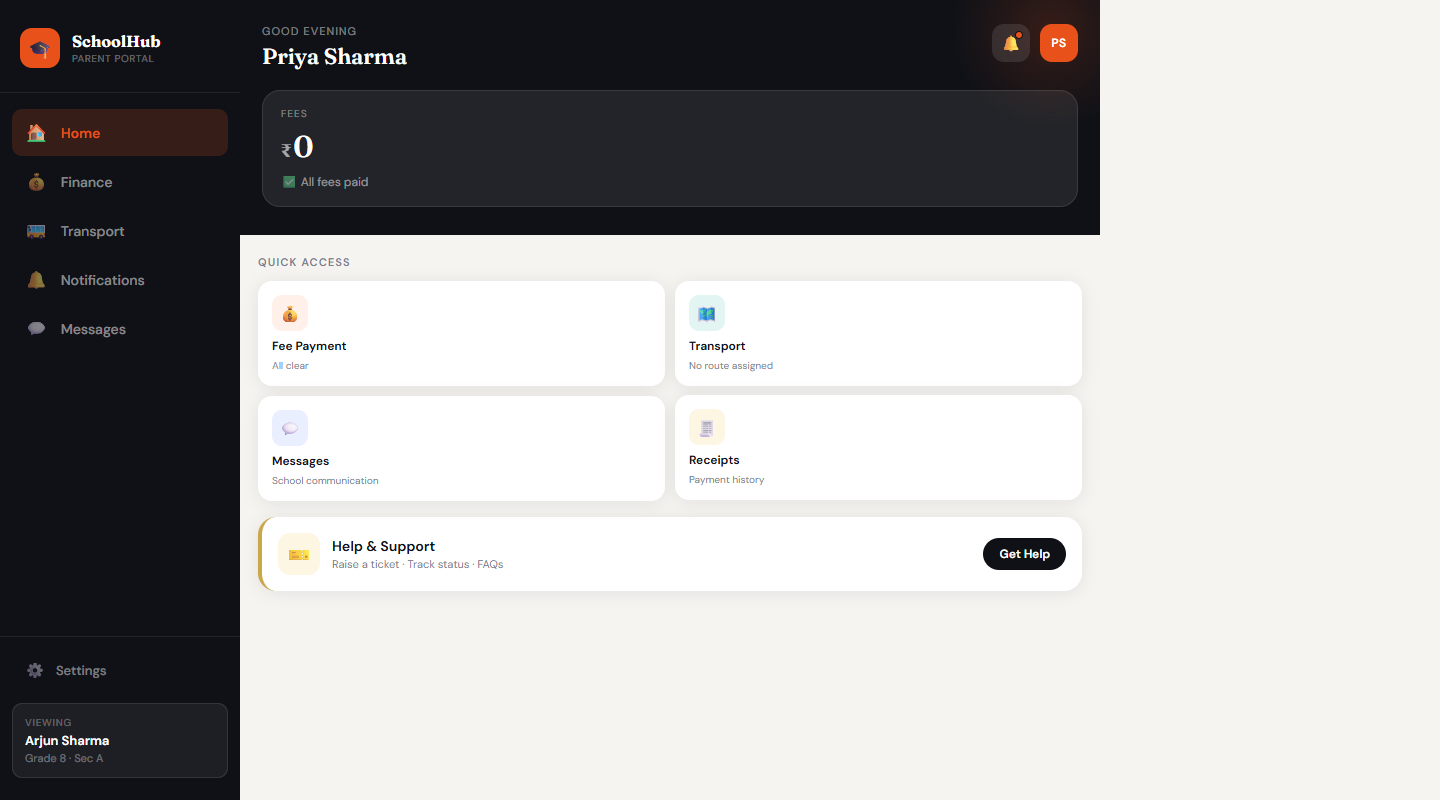 SchoolHub
PARENT PORTAL
Home
Finance
Transport
Notifications
Messages
Settings
VIEWING
Arjun Sharma
Grade 8 · Sec A
GOOD EVENING
Priya Sharma
PS
FEES
₹0
All fees paid
QUICK ACCESS
Fee Payment
All clear
Transport
No route assigned
Messages
School communication
Receipts
Payment history
Help & Support
Raise a ticket · Track status · FAQs
Get Help